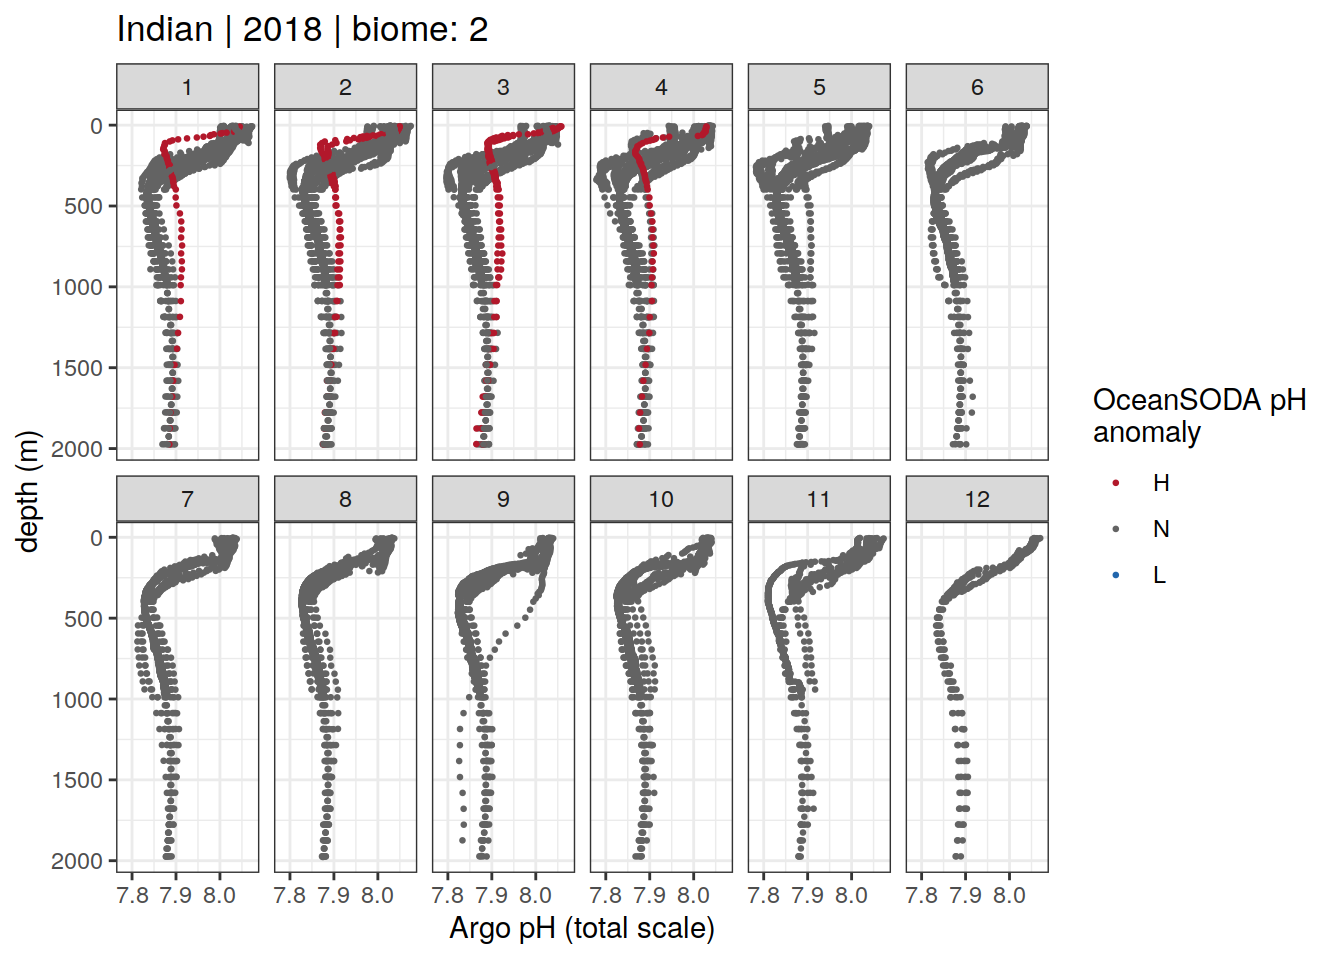 Indian | 2018 | biome: 2
1 2 3 4 5 6
0
500
1000
1500
2000
7 8 9 10 11 12
0
500
1000
1500
2000
7.8 7.9 8.0 7.8 7.9 8.0 7.8 7.9 8.0 7.8 7.9 8.0 7.8 7.9 8.0 7.8 7.9 8.0
Argo pH (total scale)
depth (m)
OceanSODA pH
anomaly
H
N
L